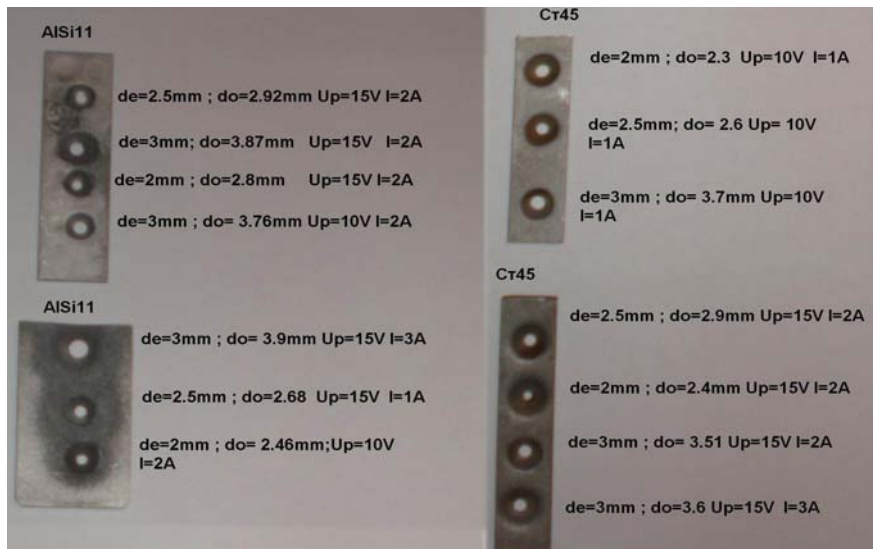 AlSi11
de=2.5mm ; do=2.92mm Up=15V I=2A
de=3mm; do=3.87mm Up=15V I=2A
de=2mm ; do=2.8mm Up=15V I=2A
de=3mm ; do= 3.76mm Up=10V I=2A
AlSi11
de=3mm ; do= 3.9mm Up=15V I=3A
de=2.5mm ; do=2.68 Up=15V I=1A
de=2mm ; do= 2.46mm;Up=10V
I=2A
Ст45
de=2mm ; do=2.3 Up=10V I=1A
de=2.5mm; do= 2.6 Up= 10V
I=1A
de=3mm ; do= 3.7mm Up=10V
I=1A
Ст45
de=2.5mm ; do=2.9mm Up=15V I=2A
de=2mm ; do=2.4mm Up=15V I=2A
de=3mm ; do= 3.51 Up=15V I=2A
de=3mm ; do=3.6 Up=15V I=3A